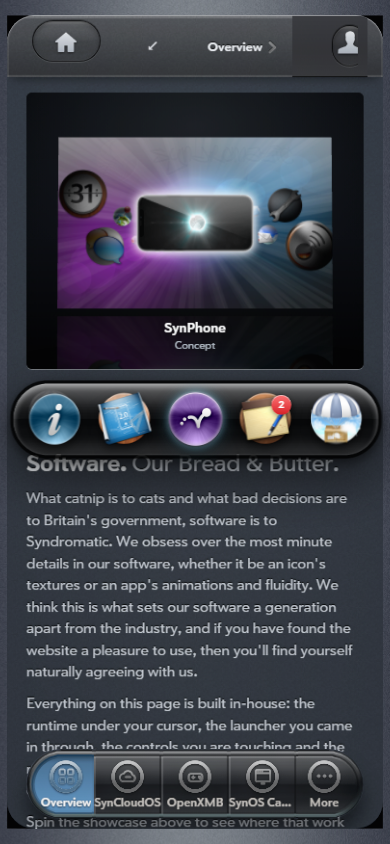 Overview
31
SynPhone
Concept
2
Software. Our Bread & Butter.
What catnip is to cats and what bad decisions are
to Britain's government, software is to
Syndromatic. We obsess over the most minute
details in our software, whether it be an icon's
textures or an app's animations and fluidity. We
think this is what sets our software a generation
apart from the industry, and if you have found the
website a pleasure to use, then you'll find yourself
naturally agreeing with us.
Everything on this page is built in-house: the
runtime under your cursor, the launcher you came
in through, the controls you are touching and the
Overview
SynCloudOS
OpenXMB
SynOS Ca...
More
Spin the showcase above to see where that work